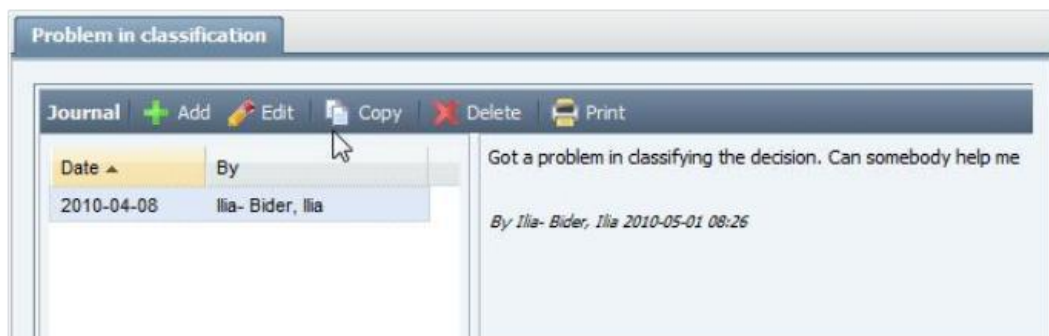 Problem in classification
Journal Add Edit Copy Delete Print
Date By
2010-04-08 Ilia- Bider, Ilia
Got a problem in classifying the decision. Can somebody help me
By Ilia- Bider, Ilia 2010-05-01 08:26